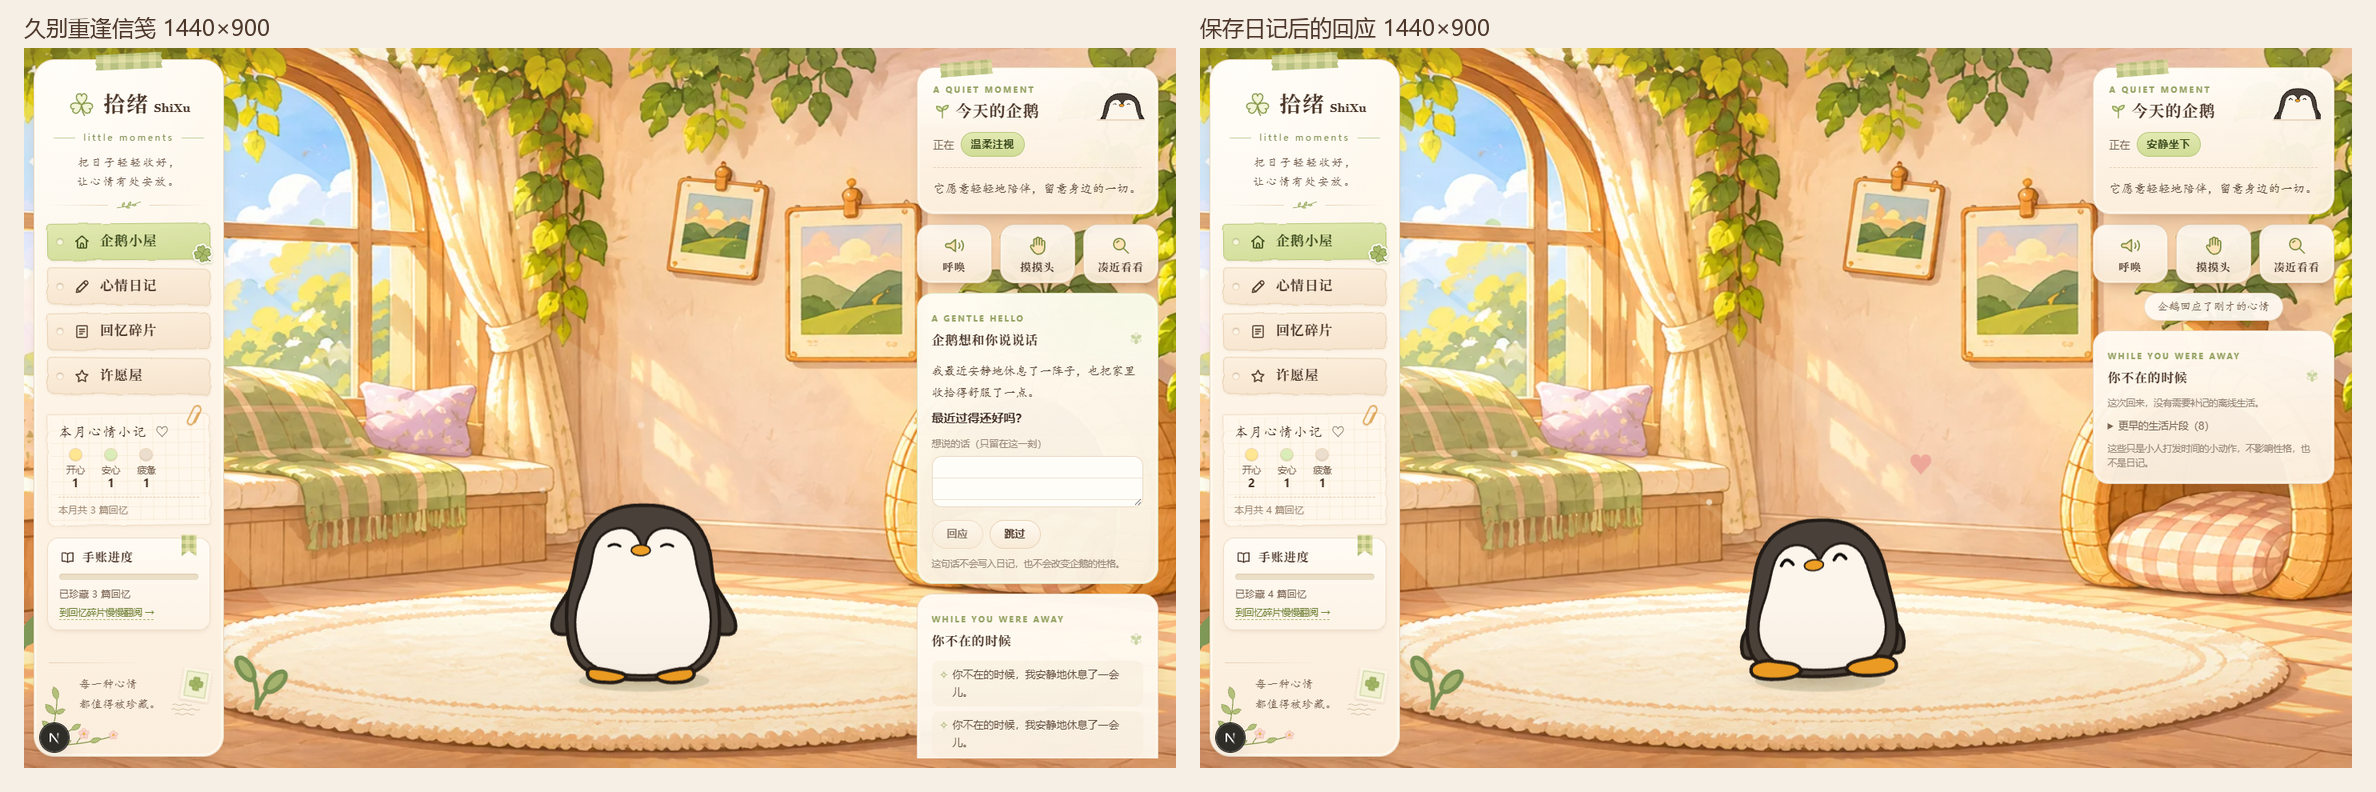 久别重逢信笺 1440×900
拾绪 ShiXu
little moments
把日子轻轻收好，
让心情有处安放。
企鹅小屋
心情日记
回忆碎片
许愿屋
本月心情小记 ♡
开心 安心 疲惫
1 1 1
本月共 3 篇回忆
手账进度
已珍藏 3 篇回忆
到回忆碎片慢慢翻阅 →
每一种心情
都值得被珍藏。
N
A QUIET MOMENT
今天的企鹅
正在 温柔注视
它愿意轻轻地陪伴，留意身边的一切。
呼唤 摸摸头 凑近看看
A GENTLE HELLO
企鹅想和你说说话
我最近安静地休息了一阵子，也把家里
收拾得舒服了一点。
最近过得还好吗？
想说的话（只留在这一刻）
回应 跳过
这句话不会写入日记，也不会改变企鹅的性格。
WHILE YOU WERE AWAY
你不在的时候
你不在的时候，我安静地休息了一会
儿。
你不在的时候，我安静地休息了一会
儿。
保存日记后的回应 1440×900
拾绪 ShiXu
little moments
把日子轻轻收好，
让心情有处安放。
企鹅小屋
心情日记
回忆碎片
许愿屋
本月心情小记 ♡
开心 安心 疲惫
2 1 1
本月共 4 篇回忆
手账进度
已珍藏 4 篇回忆
到回忆碎片慢慢翻阅 →
每一种心情
都值得被珍藏。
N
A QUIET MOMENT
今天的企鹅
正在 安静坐下
它愿意轻轻地陪伴，留意身边的一切。
呼唤 摸摸头 凑近看看
企鹅回应了刚才的心情
WHILE YOU WERE AWAY
你不在的时候
这次回来，没有需要补记的离线生活。
▶ 更早的生活片段（8）
这些只是小人打发时间的小动作，不影响性格，也
不是日记。